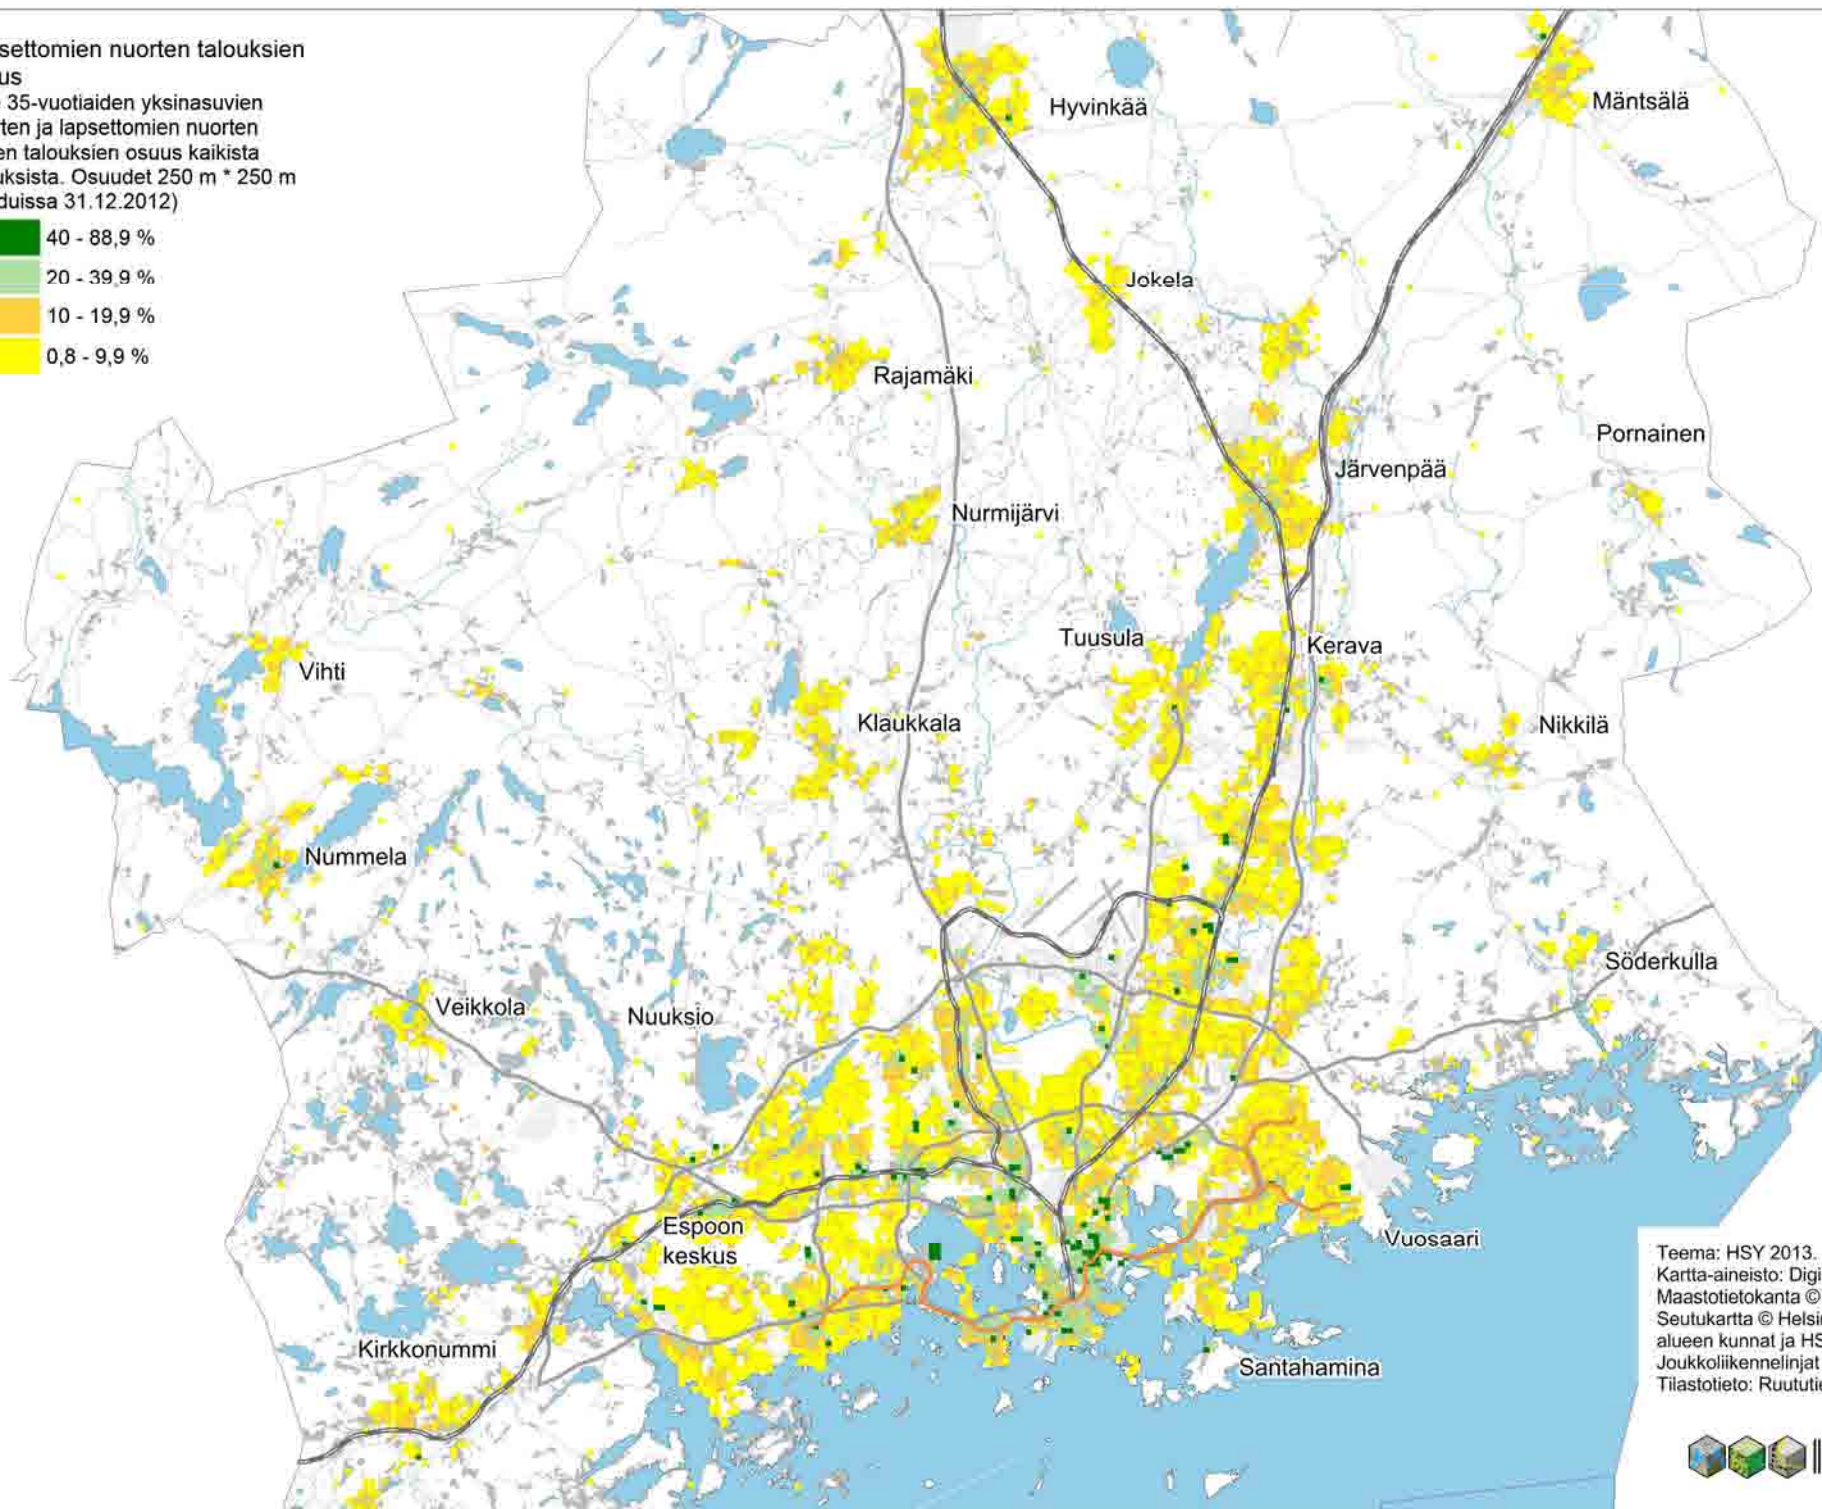 settomien nuorten talouksien
us
35-vuotiaiden yksinasuvien
rten ja lapsettomien nuorten
en talouksien osuus kaikista
uksista. Osuudet 250 m * 250 m
duissa 31.12.2012)
40 - 88,9 %
20 - 39,9 %
10 - 19,9 %
0,8 - 9,9 %
Hyvinkää
Mäntsälä
Jokela
Rajamäki
Pornainen
Järvenpää
Nurmijärvi
Tuusula
Kerava
Vihti
Klaukkala
Nikkilä
Nummela
Söderkulla
Veikkola
Nuuksio
Espoon
keskus
Vuosaari
Kirkkonummi
Santahamina
Teema: HSY 2013.
Kartta-aineisto: Digi
Maastotietokanta ©
Seutukartta © Helsi
alueen kunnat ja HS
Joukkoliikennelinjat
Tilastotieto: Ruututi